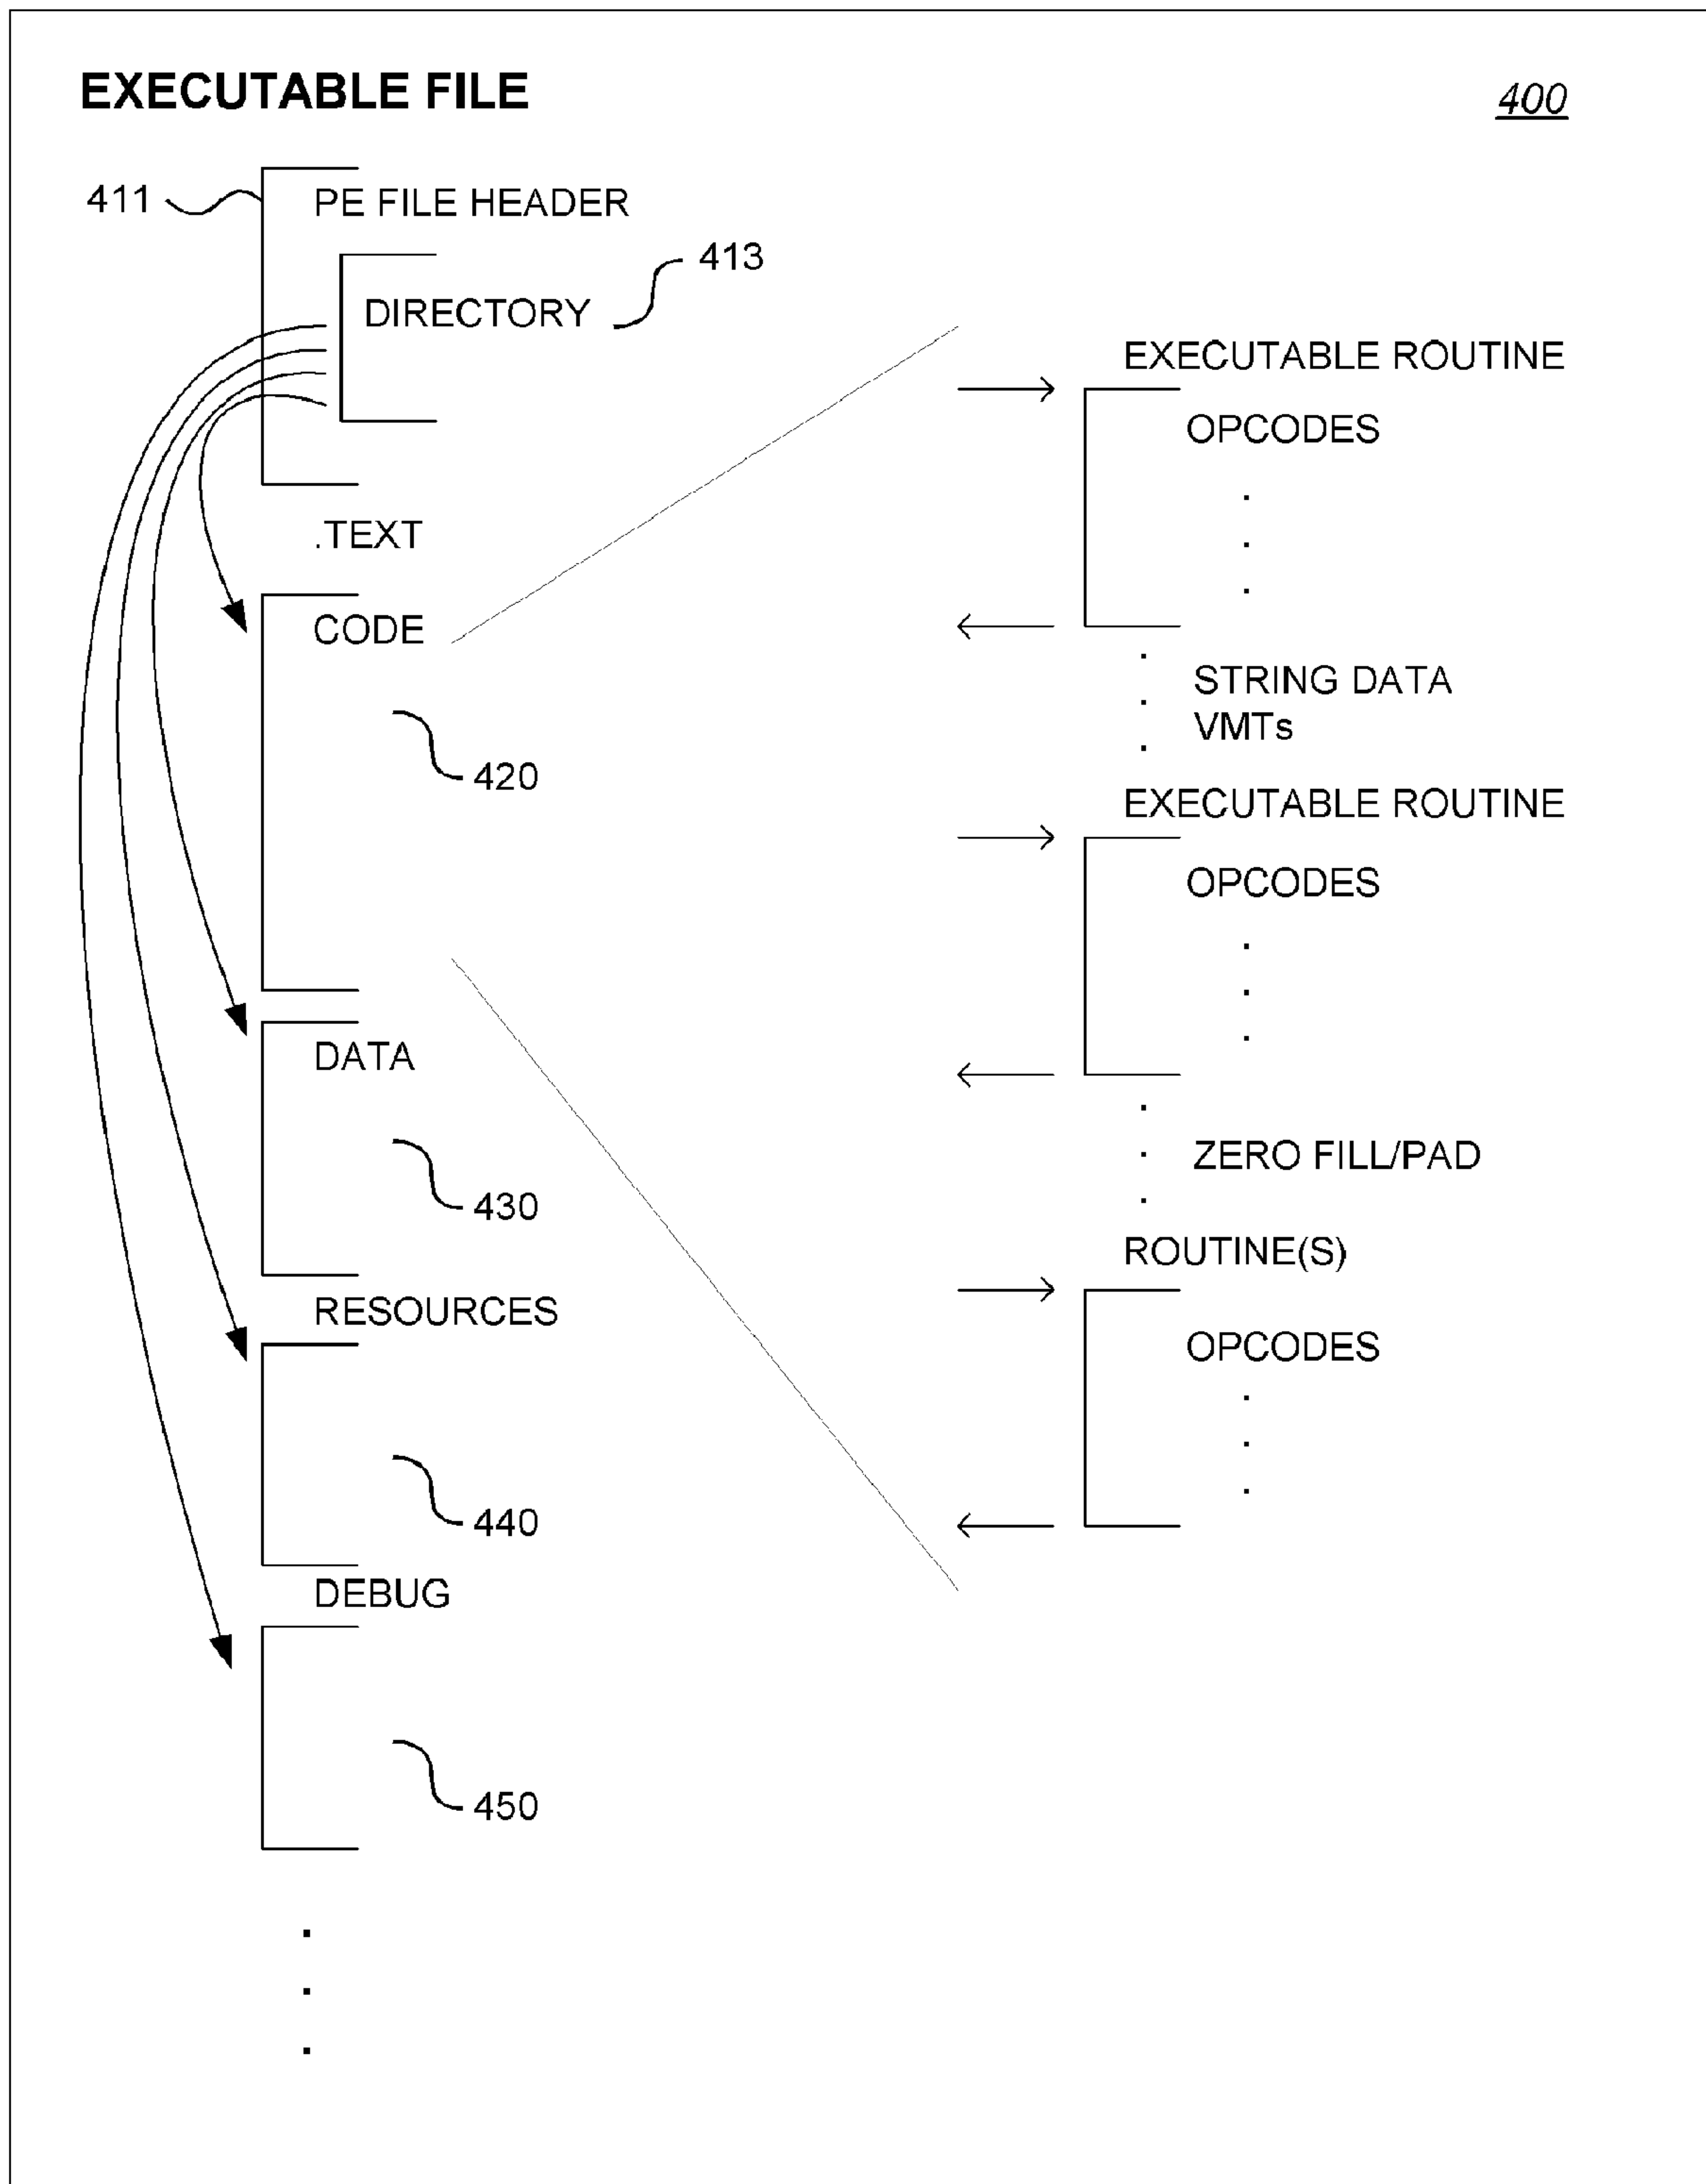 EXECUTABLE FILE
400
411
PE FILE HEADER
413
DIRECTORY
.TEXT
CODE
420
DATA
430
RESOURCES
440
DEBUG
450
EXECUTABLE ROUTINE
OPCODES
STRING DATA
VMTs
EXECUTABLE ROUTINE
OPCODES
ZERO FILL/PAD
ROUTINE(S)
OPCODES